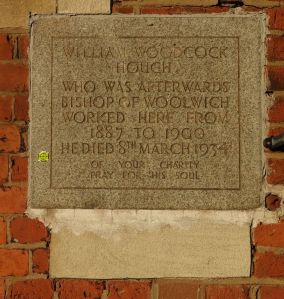 WILLIAM WOODCOCK
HOUGH
WHO WAS AFTERWARDS
BISHOP OF WOOLWICH
WORKED HERE FROM
1887 TO 1900
HE DIED 8TH MARCH 1934
OF YOUR CHARITY
PRAY FOR HIS SOUL